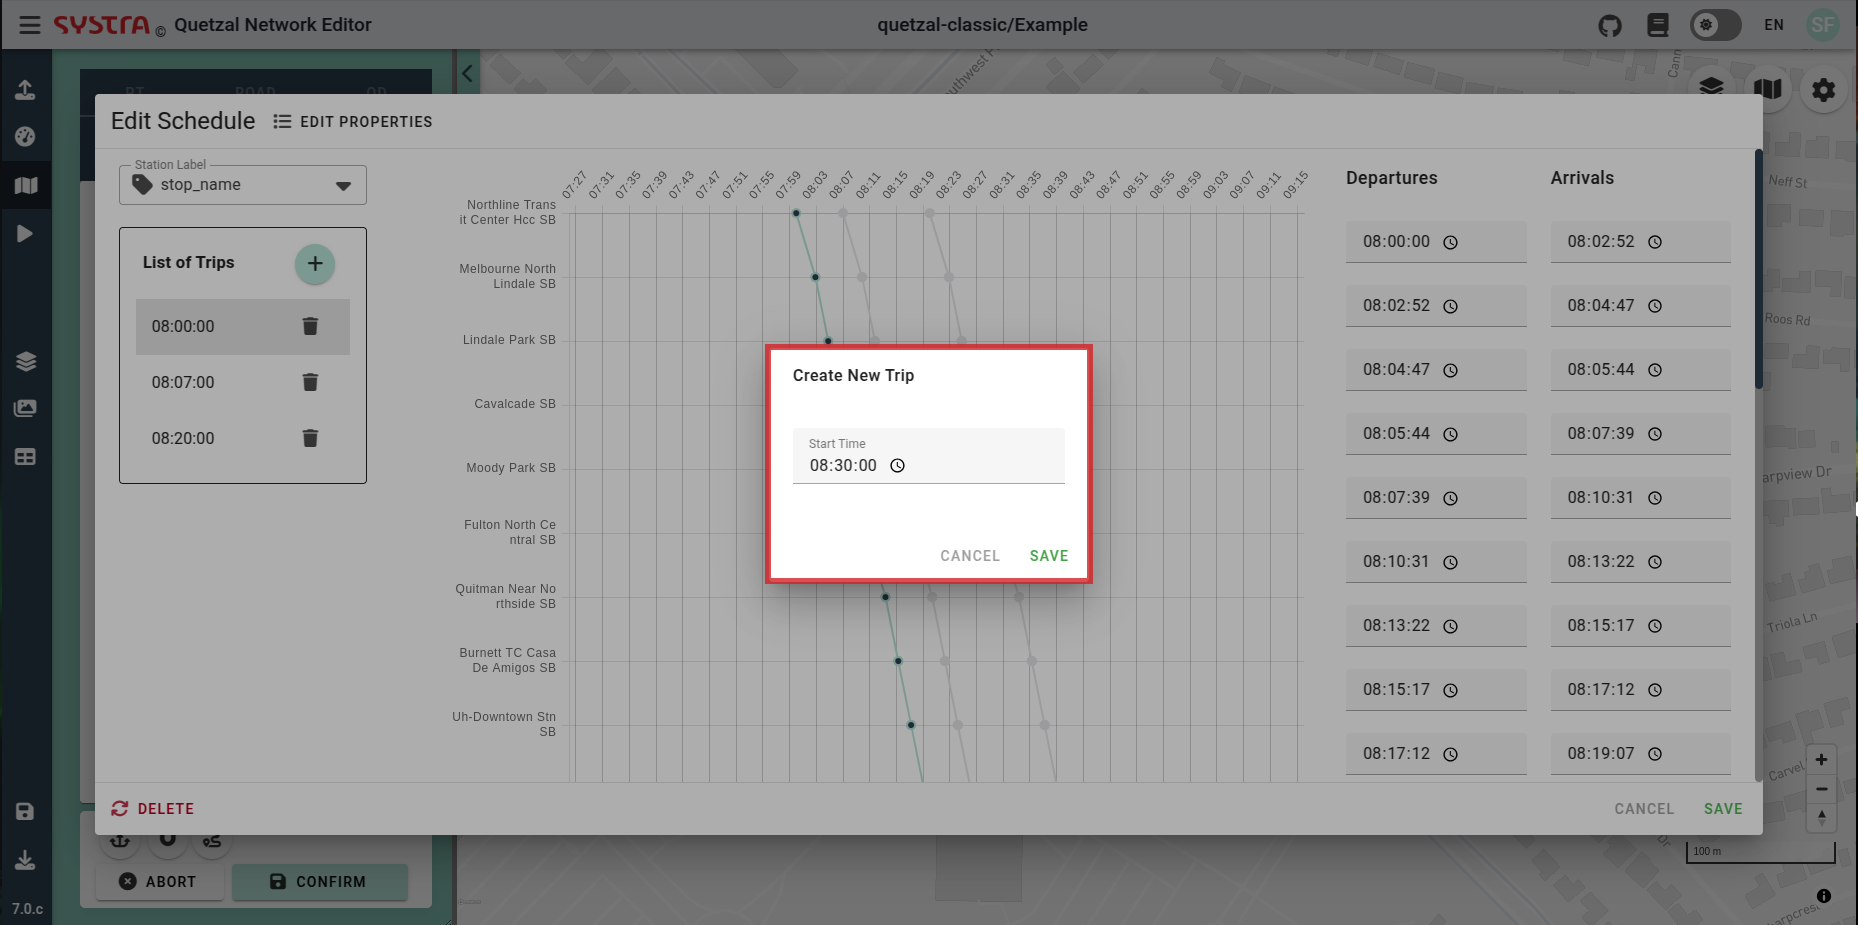 SYSTRA © Quetzal Network Editor
quetzal-classic/Example
EN
SF
PT ROAD OD
Edit Schedule
EDIT PROPERTIES
Station Label
stop_name
List of Trips
08:00:00
08:07:00
08:20:00
07:27
07:31
07:35
07:39
07:43
07:47
07:51
07:55
07:59
08:03
08:07
08:11
08:15
08:19
08:23
08:27
08:31
08:35
08:39
08:43
08:47
08:51
08:55
08:59
09:03
09:07
09:11
09:15
Northline Trans
it Center Hcc SB
Melbourne North
Lindale SB
Lindale Park SB
Cavalcade SB
Moody Park SB
Fulton North Ce
ntral SB
Quitman Near No
rthside SB
Burnett TC Casa
De Amigos SB
Uh-Downtown Stn
SB
Create New Trip
Start Time
08:30:00
CANCEL SAVE
Departures Arrivals
08:00:00 08:02:52
08:02:52 08:04:47
08:04:47 08:05:44
08:05:44 08:07:39
08:07:39 08:10:31
08:10:31 08:13:22
08:13:22 08:15:17
08:15:17 08:17:12
08:17:12 08:19:07
DELETE
CANCEL SAVE
ABORT CONFIRM
7.0.c
Neff St
Roos Rd
Triola Ln
Dr
100 m